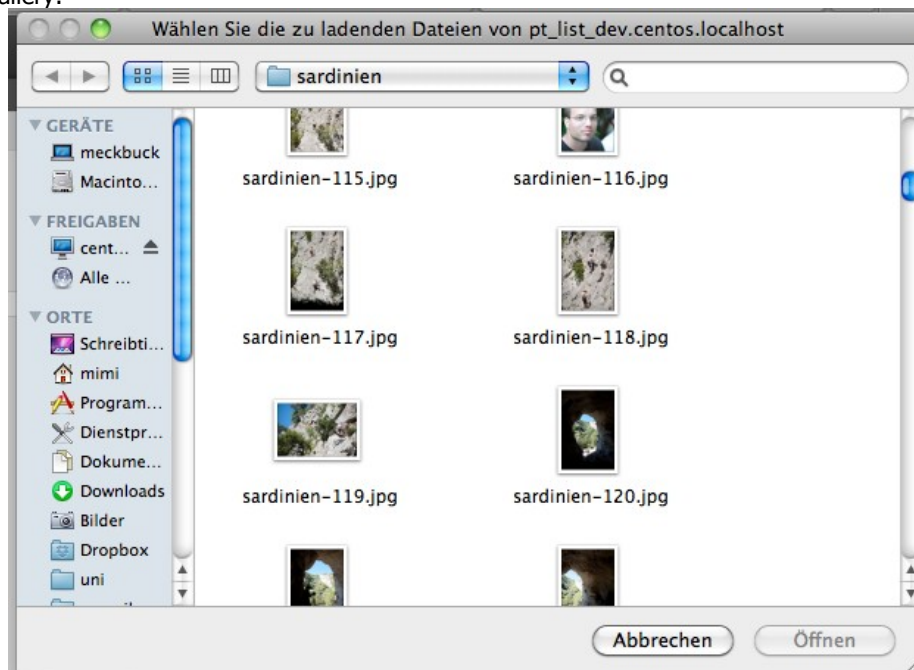 Wählen Sie die zu ladenden Dateien von pt_list_dev.centos.localhost
sardinien
GERÄTE
meckbuck
Macinto...
FREIGABEN
cent...
Alle ...
ORTE
Schreibti...
mimi
Program...
Dienstpr...
Dokume...
Downloads
Bilder
Dropbox
uni
sardinien-115.jpg
sardinien-116.jpg
sardinien-117.jpg
sardinien-118.jpg
sardinien-119.jpg
sardinien-120.jpg
Abbrechen
Öffnen